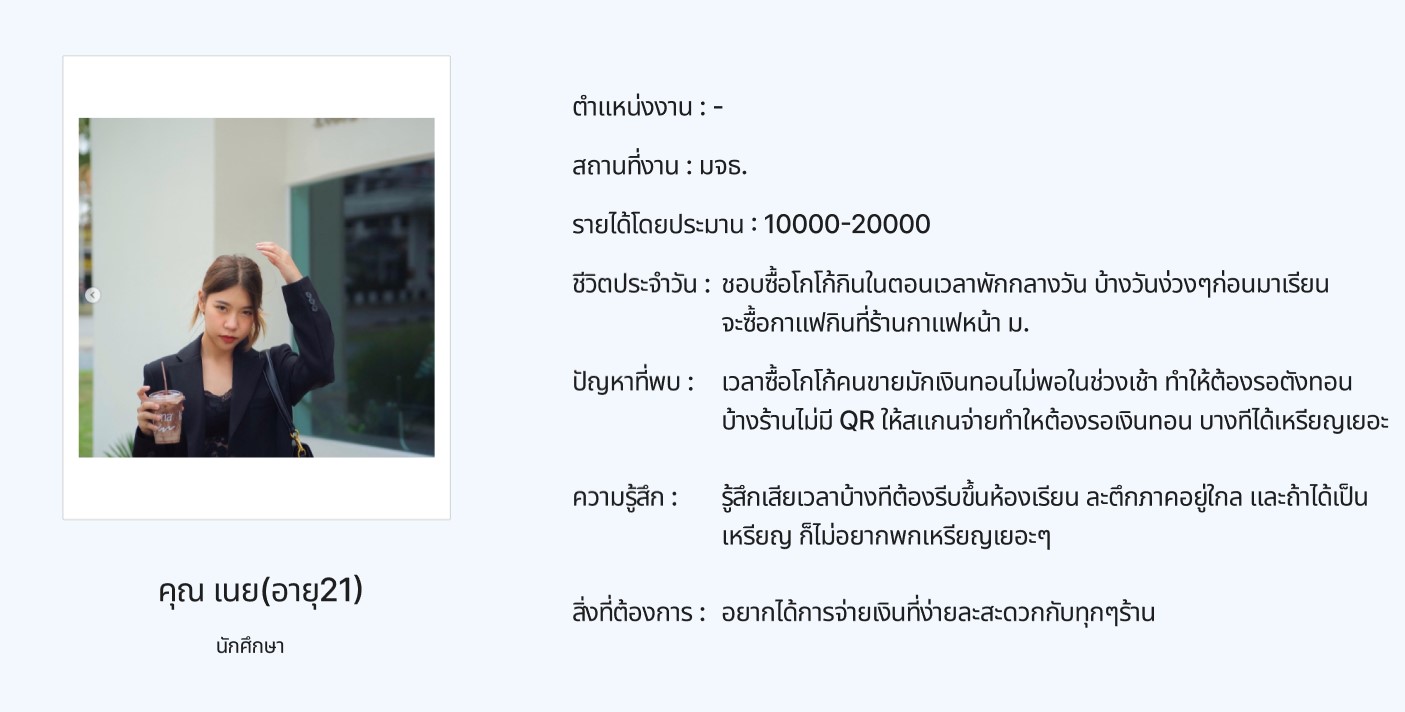 คุณ เนย(อายุ21)
นักศึกษา
ตำแหน่งงาน : -
สถานที่งาน : มจธ.
รายได้โดยประมาน : 10000-20000
ชีวิตประจำวัน : ชอบซื้อโกโก้กินในตอนเวลาพักกลางวัน บ้างวันง่วงๆก่อนมาเรียน
จะซื้อกาแฟกินที่ร้านกาแฟหน้า ม.
ปัญหาที่พบ : เวลาซื้อโกโก้คนขายมักเงินทอนไม่พอในช่วงเช้า ทำให้ต้องรอตังทอน
บ้างร้านไม่มี QR ให้สแกนจ่ายทำใหต้องรอเงินทอน บางทีได้เหรียญเยอะ
ความรู้สึก : รู้สึกเสียเวลาบ้างทีต้องรีบขึ้นห้องเรียน ละตึกภาคอยู่ใกล และถ้าได้เป็น
เหรียญ ก็ไม่อยากพกเหรียญเยอะๆ
สิ่งที่ต้องการ : อยากได้การจ่ายเงินที่ง่ายละสะดวกกับทุกๆร้าน